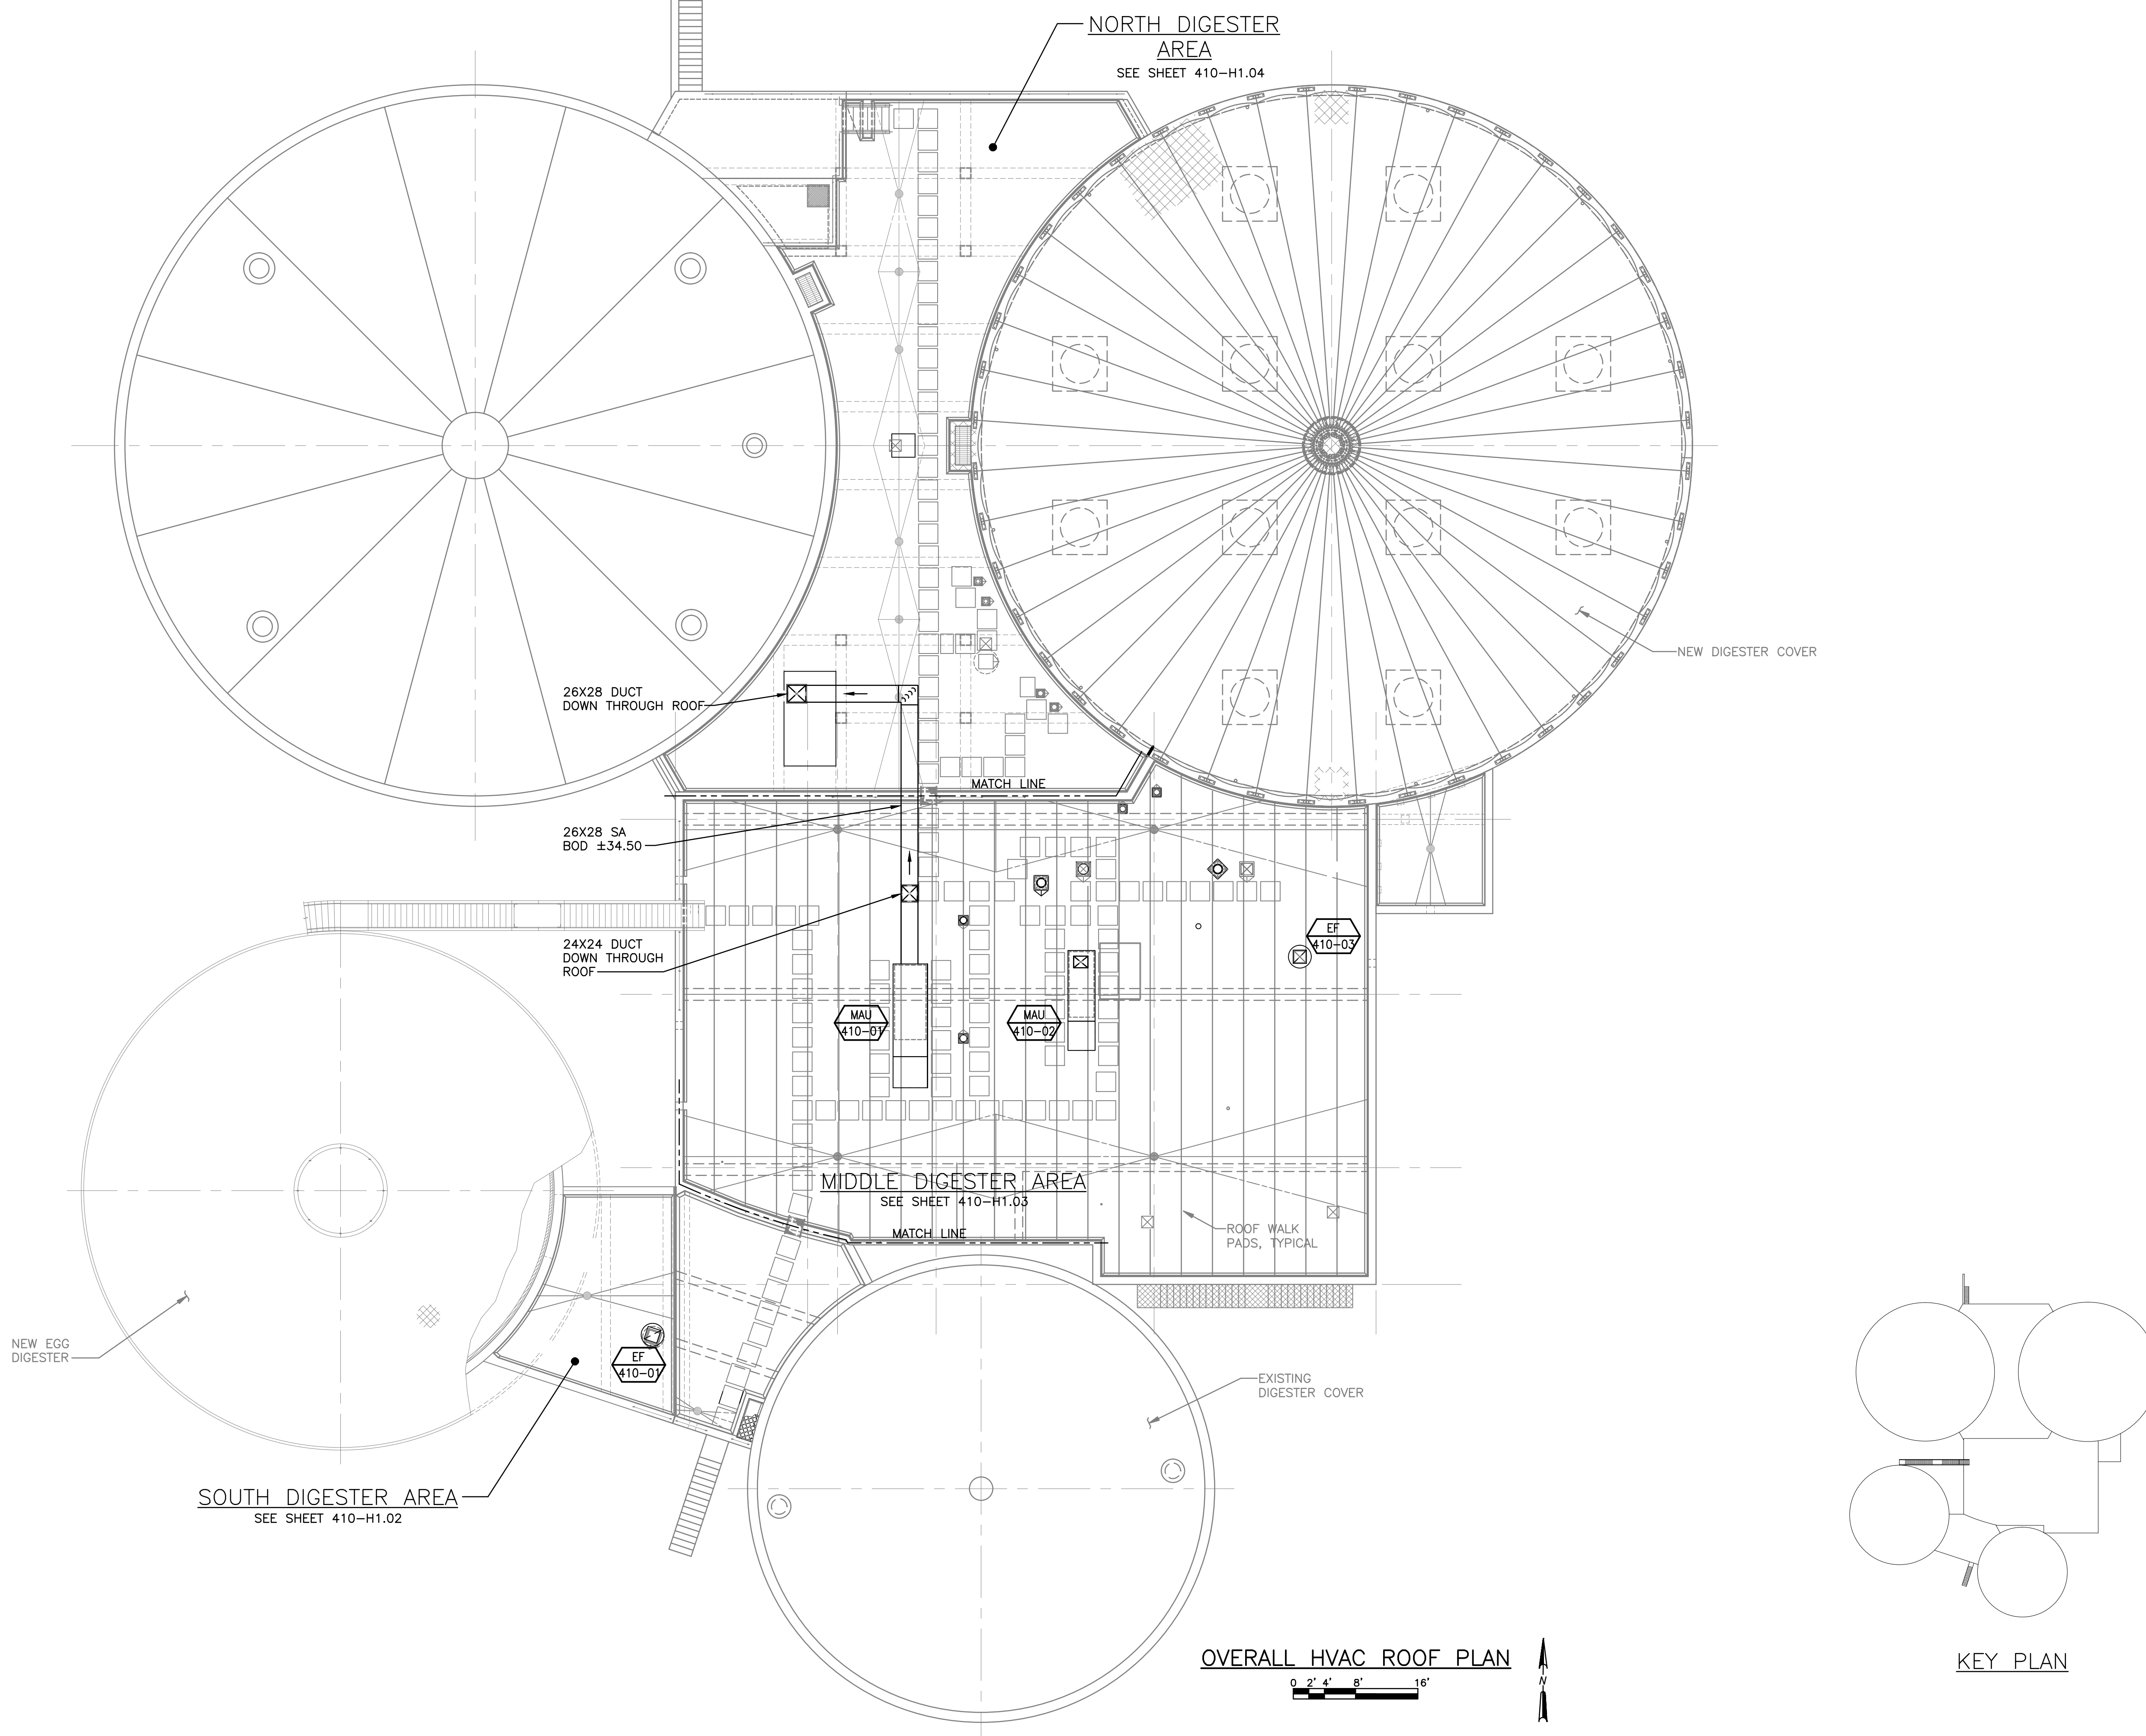 NORTH DIGESTER
AREA
SEE SHEET 410-H1.04
NEW DIGESTER COVER
26X28 DUCT
DOWN THROUGH ROOF
MATCH LINE
26X28 SA
BOD ±34.50
24X24 DUCT
DOWN THROUGH
ROOF
EF
410-03
MAU
410-01
MAU
410-02
MIDDLE DIGESTER AREA
SEE SHEET 410-H1.03
MATCH LINE
ROOF WALK
PADS, TYPICAL
NEW EGG
DIGESTER
EF
410-01
EXISTING
DIGESTER COVER
SOUTH DIGESTER AREA
SEE SHEET 410-H1.02
OVERALL HVAC ROOF PLAN
0 2' 4' 8' 16'
N
KEY PLAN